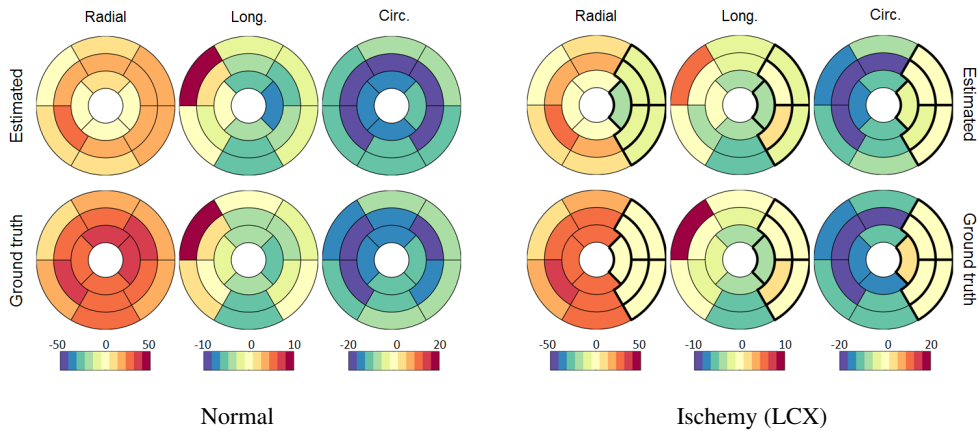 Radial Long. Circ. Radial Long. Circ.
Estimated Estimated
Ground truth Ground truth
-50 0 50 -10 0 10 -20 0 20 -50 0 50 -10 0 10 -20 0 20
Normal Ischemy (LCX)